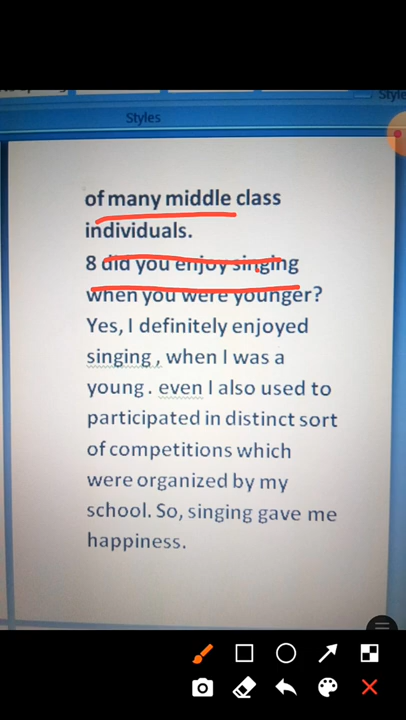 Style
Styles
of many middle class
individuals.
8 did you enjoy singing
when you were younger?
Yes, I definitely enjoyed
singing , when I was a
young . even I also used to
participated in distinct sort
of competitions which
were organized by my
school. So, singing gave me
happiness.